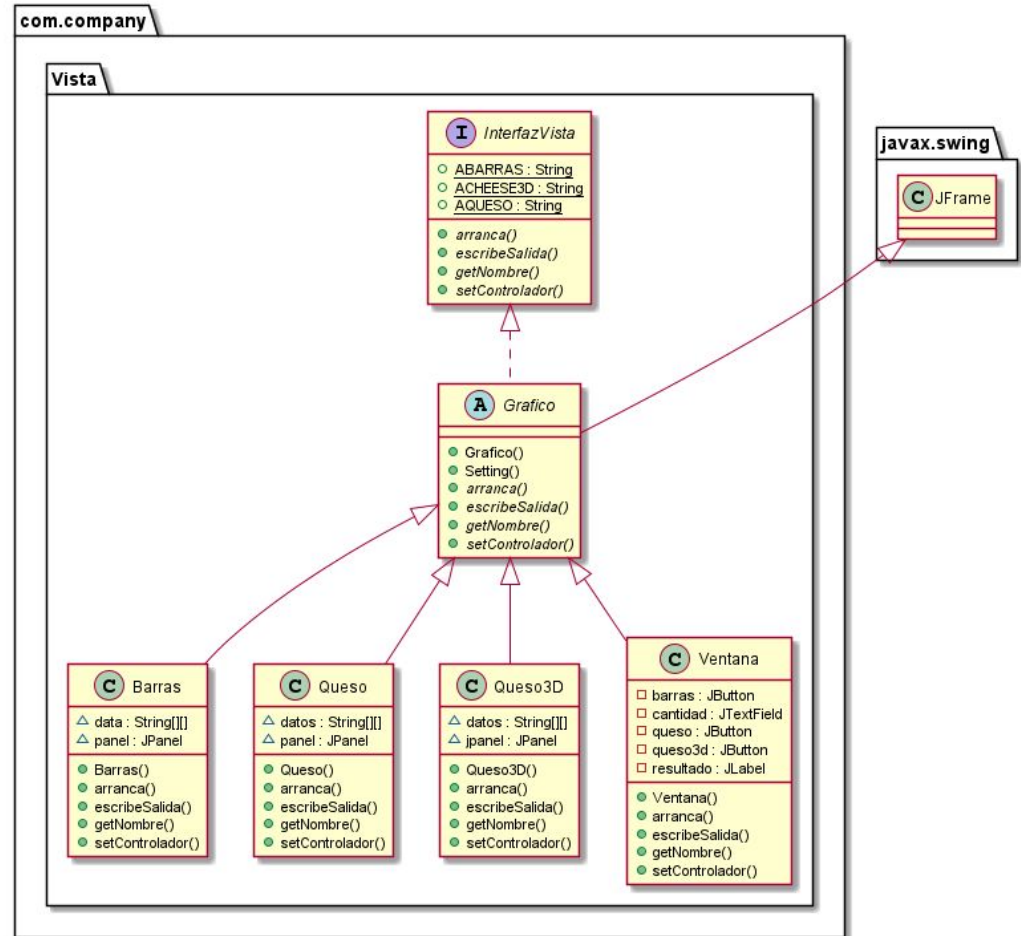 com.company
Vista
I InterfazVista
ABARRAS : String
ACHEESE3D : String
AQUESO : String
arranca()
escribeSalida()
getNombre()
setControlador()
javax.swing
C JFrame
A Grafico
Grafico()
Setting()
arranca()
escribeSalida()
getNombre()
setControlador()
C Barras
data : String[][]
panel : JPanel
Barras()
arranca()
escribeSalida()
getNombre()
setControlador()
C Queso
datos : String[][]
panel : JPanel
Queso()
arranca()
escribeSalida()
getNombre()
setControlador()
C Queso3D
datos : String[][]
jpanel : JPanel
Queso3D()
arranca()
escribeSalida()
getNombre()
setControlador()
C Ventana
barras : JButton
cantidad : JTextField
queso : JButton
queso3d : JButton
resultado : JLabel
Ventana()
arranca()
escribeSalida()
getNombre()
setControlador()